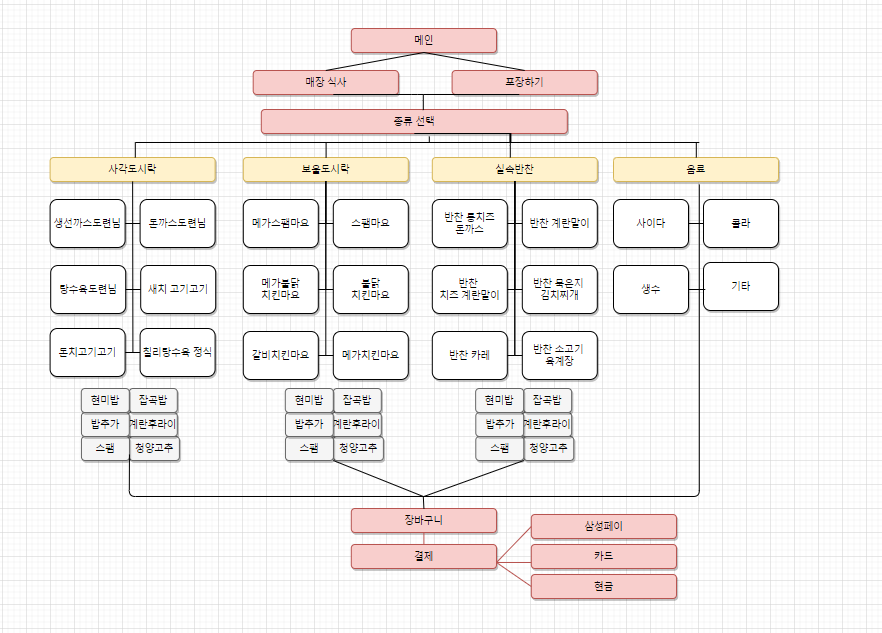 메인
매장 식사
포장하기
종류 선택
사각도시락
보울도시락
실속반찬
음료
생선까스도련님
돈까스도련님
메가스팸마요
스팸마요
반찬 통치즈
돈까스
반찬 계란말이
사이다
콜라
탕수육도련님
새치 고기고기
메가불닭
치킨마요
불닭
치킨마요
반찬
치즈 계란말이
반찬 묵은지
김치찌개
생수
기타
돈치고기고기
칠리탕수육 정식
갈비치킨마요
메가치킨마요
반찬 카레
반찬 소고기
육계장
현미밥
잡곡밥
현미밥
잡곡밥
현미밥
잡곡밥
밥추가
계란후라이
밥추가
계란후라이
밥추가
계란후라이
스팸
청양고추
스팸
청양고추
스팸
청양고추
장바구니
결제
삼성페이
카드
현금